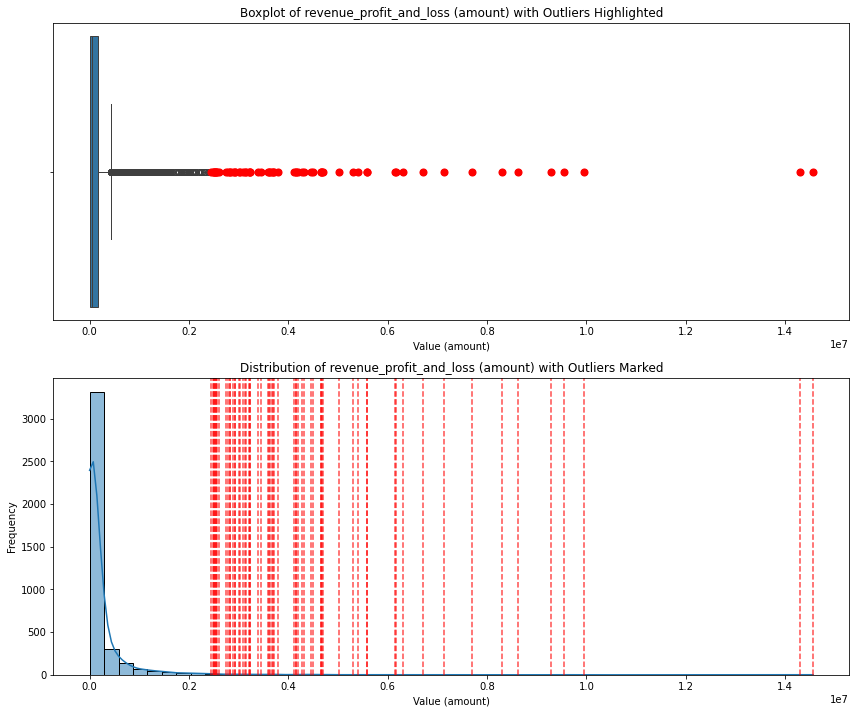 Boxplot of revenue_profit_and_loss (amount) with Outliers Highlighted
0.0 0.2 0.4 0.6 0.8 1.0 1.2 1.4
Value (amount)
1e7
Distribution of revenue_profit_and_loss (amount) with Outliers Marked
Frequency
3000
2500
2000
1500
1000
500
0
0.0 0.2 0.4 0.6 0.8 1.0 1.2 1.4
Value (amount)
1e7